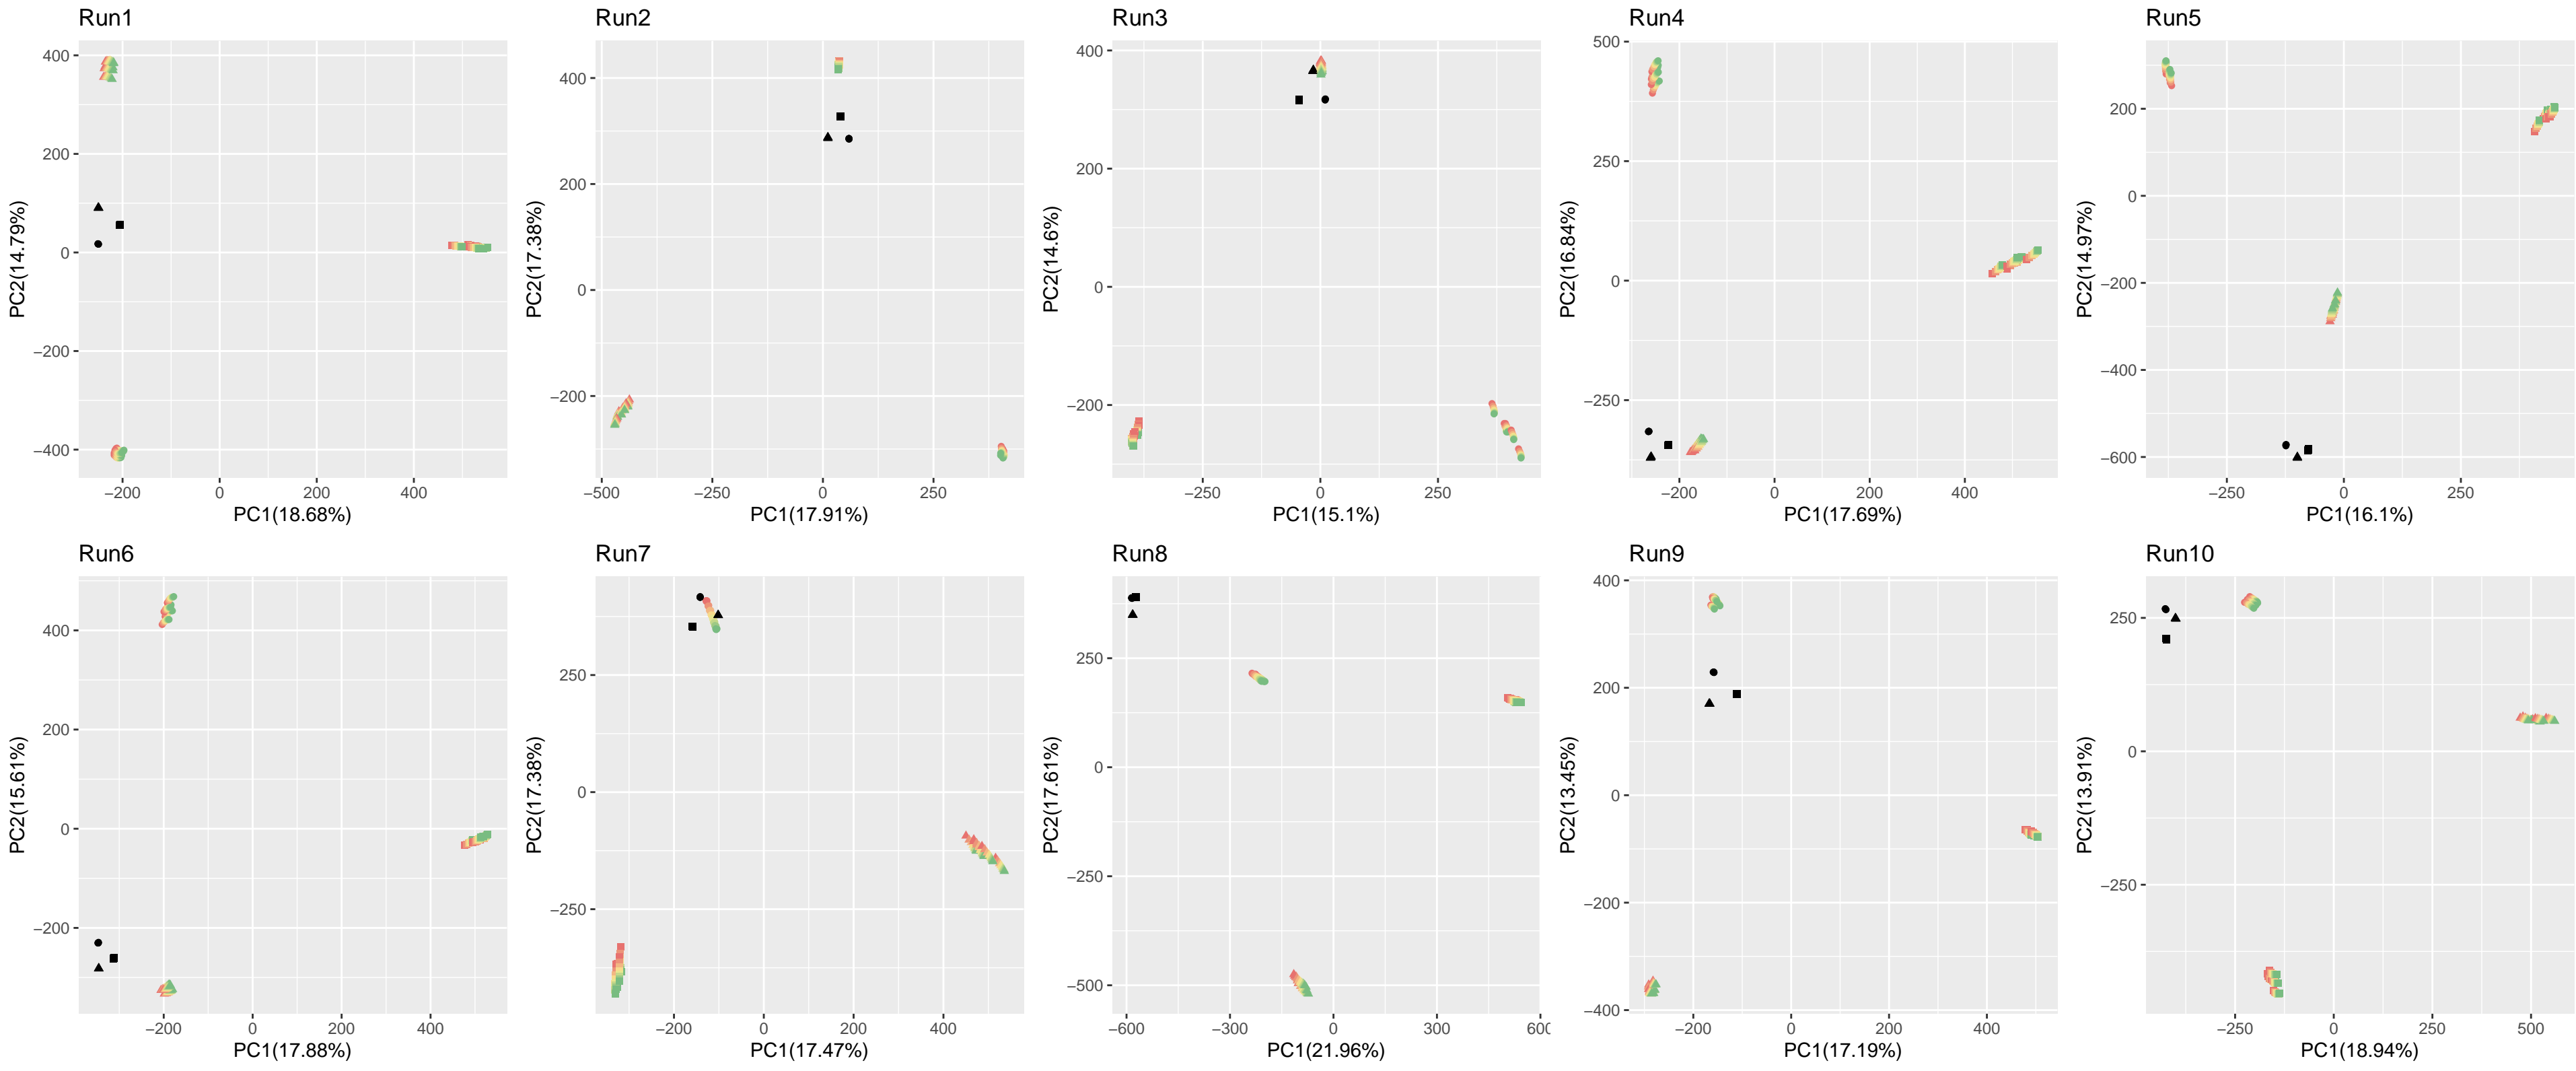 Run1
400
200
0
−200
−400
PC2(14.79%)
−200 0 200 400
PC1(18.68%)
Run2
400
200
0
−200
PC2(17.38%)
−500 −250 0 250
PC1(17.91%)
Run3
400
200
0
−200
PC2(14.6%)
−250 0 250
PC1(15.1%)
Run4
500
250
0
−250
PC2(16.84%)
−200 0 200 400
PC1(17.69%)
Run5
200
0
−200
−400
−600
PC2(14.97%)
−250 0 250
PC1(16.1%)
Run6
400
200
0
−200
PC2(15.61%)
−200 0 200 400
PC1(17.88%)
Run7
250
0
−250
PC2(17.38%)
−200 0 200 400
PC1(17.47%)
Run8
250
0
−250
−500
PC2(17.61%)
−600 −300 0 300 600
PC1(21.96%)
Run9
400
200
0
−200
−400
PC2(13.45%)
−200 0 200 400
PC1(17.19%)
Run10
250
0
−250
PC2(13.91%)
−250 0 250 500
PC1(18.94%)